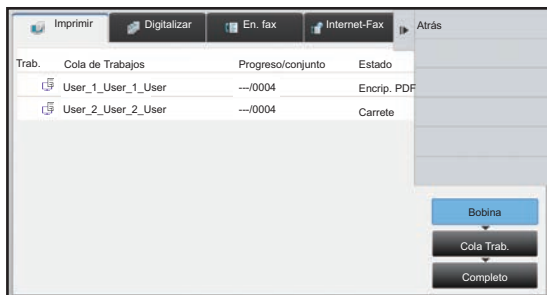 Imprimir Digitalizar En. fax Internet-Fax Atrás
Trab. Cola de Trabajos Progreso/conjunto Estado
User_1_User_1_User ---/0004 Encrip. PDF
User_2_User_2_User ---/0004 Carrete
Bobina
Cola Trab.
Completo